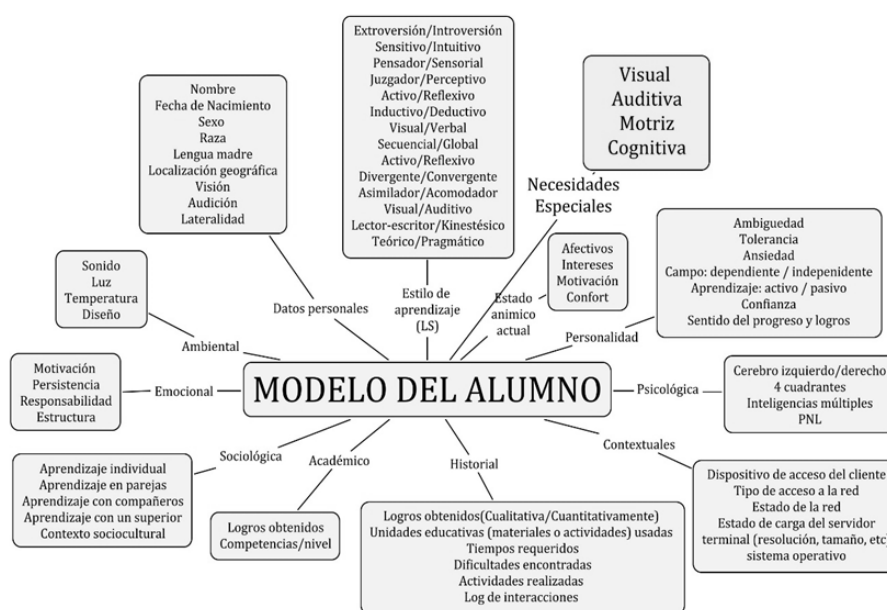 Extroversión/Introversión
Sensitivo/Intuitivo
Pensador/Sensorial
Juzgador/Perceptivo
Activo/Reflexivo
Inductivo/Deductivo
Visual/Verbal
Secuencial/Global
Activo/Reflexivo
Divergente/Convergente
Asimilador/Acomodador
Visual/Auditivo
Lector-escritor/Kinestésico
Teórico/Pragmático
Visual
Auditiva
Motriz
Cognitiva
Nombre
Fecha de Nacimiento
Sexo
Raza
Lengua madre
Localización geográfica
Visión
Audición
Lateralidad
Necesidades
Especiales
Ambiguedad
Tolerancia
Ansiedad
Campo: dependiente / indepenidente
Aprendizaje: activo / pasivo
Confianza
Sentido del progreso y logros
Afectivos
Intereses
Motivación
Confort
Sonido
Luz
Temperatura
Diseño
Datos personales
Estilo de
aprendizaje
(LS)
Estado
animico
actual
Personalidad
Ambiental
Motivación
Persistencia
Responsabilidad
Estructura
Emocional
MODELO DEL ALUMNO
Psicológica
Cerebro izquierdo/derecho
4 cuadrantes
Inteligencias múltiples
PNL
Sociológica
Académico
Historial
Contextuales
Aprendizaje individual
Aprendizaje en parejas
Aprendizaje con compañeros
Aprendizaje con un superior
Contexto sociocultural
Logros obtenidos
Competencias/nivel
Logros obtenidos(Cualitativa/Cuantitativamente)
Unidades educativas (materiales o actividades) usadas
Tiempos requeridos
Dificultes encontradas
Actividades realizadas
Log de interacciones
Dispositivo de acceso del cliente
Tipo de acceso a la red
Estado de la red
Estado de carga del servidor
terminal (resolución, tamaño, etc)
sistema operativo